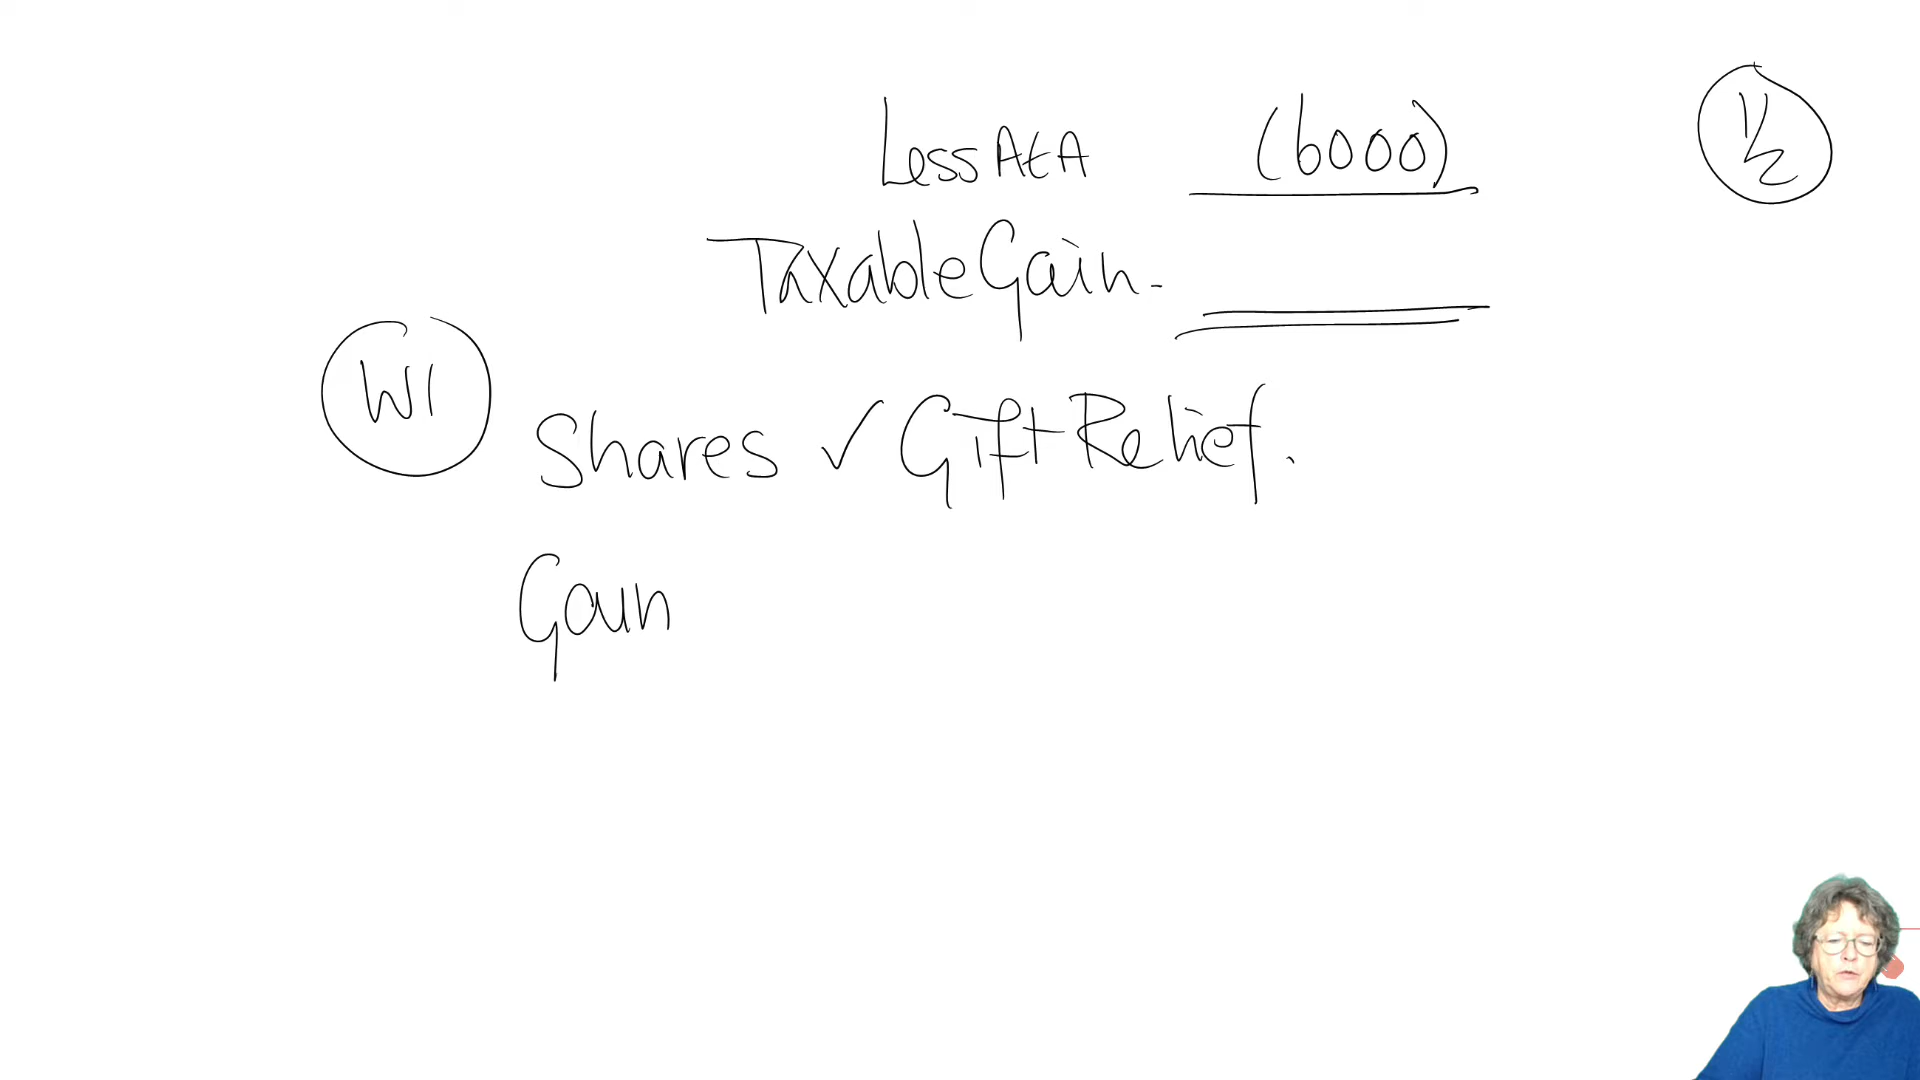 Less AEA (6000) 1/2
Taxable Gain.
W1
Shares ✓ Gift Relief.
Gain